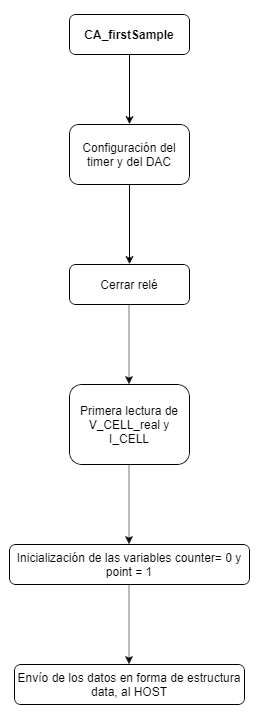 CA_firstSample
Configuración del
timer y del DAC
Cerrar relé
Primera lectura de
V_CELL_real y
I_CELL
Inicialización de las variables counter= 0 y
point = 1
Envío de los datos en forma de estructura
data, al HOST